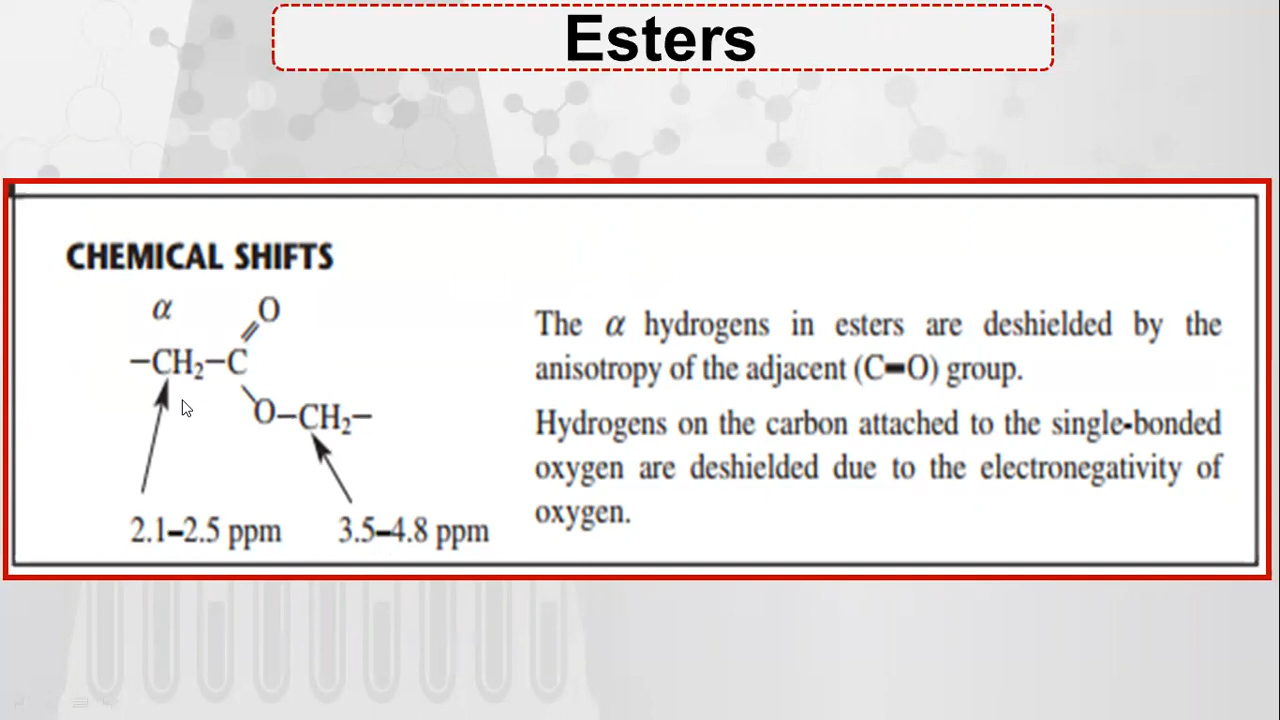 Esters
CHEMICAL SHIFTS
α
O
–CH₂–C
O–CH₂–
2.1–2.5 ppm
3.5–4.8 ppm
The α hydrogens in esters are deshielded by the
anisotropy of the adjacent (C=O) group.
Hydrogens on the carbon attached to the single-bonded
oxygen are deshielded due to the electronegativity of
oxygen.